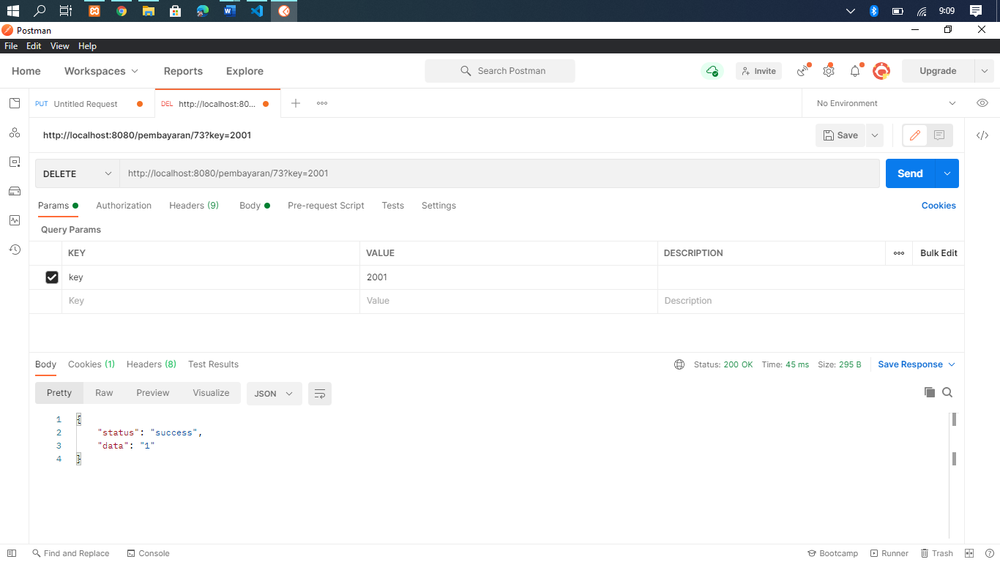 9:09
Postman
File Edit View Help
Home Workspaces Reports Explore Search Postman Invite Upgrade
PUT Untitled Request DEL http://localhost:80... No Environment
http://localhost:8080/pembayaran/73?key=2001 Save
DELETE http://localhost:8080/pembayaran/73?key=2001 Send
Params Authorization Headers (9) Body Pre-request Script Tests Settings Cookies
Query Params
KEY VALUE DESCRIPTION Bulk Edit
key 2001
Key Value Description
Body Cookies (1) Headers (8) Test Results Status: 200 OK Time: 45 ms Size: 295 B Save Response
Pretty Raw Preview Visualize JSON
1 {
2 "status": "success",
3 "data": "1"
4 }
Find and Replace Console Bootcamp Runner Trash